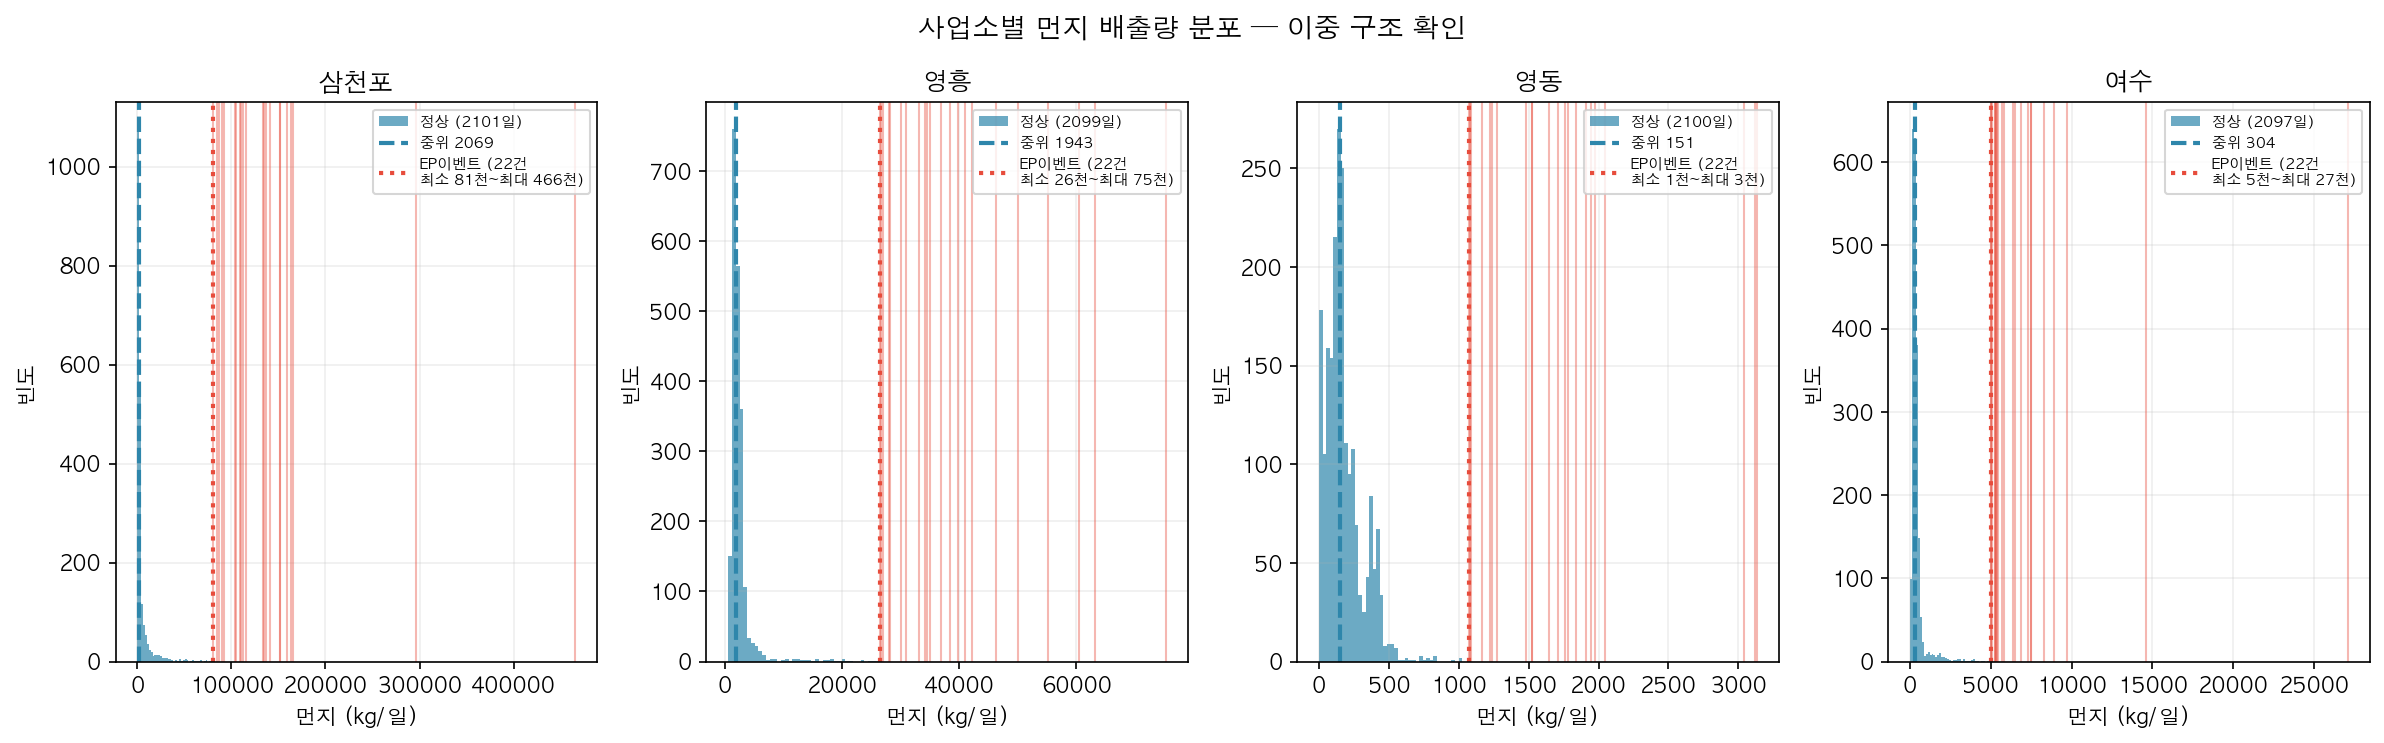 사업소별 먼지 배출량 분포 — 이중 구조 확인
삼천포
정상 (2101일)
중위 2069
EP이벤트 (22건
최소 81천~최대 466천)
빈도
1000
800
600
400
200
0
0 100000 200000 300000 400000
먼지 (kg/일)
영흥
정상 (2099일)
중위 1943
EP이벤트 (22건
최소 26천~최대 75천)
빈도
700
600
500
400
300
200
100
0
0 20000 40000 60000
먼지 (kg/일)
영동
정상 (2100일)
중위 151
EP이벤트 (22건
최소 1천~최대 3천)
빈도
250
200
150
100
50
0
0 500 1000 1500 2000 2500 3000
먼지 (kg/일)
여수
정상 (2097일)
중위 304
EP이벤트 (22건
최소 5천~최대 27천)
빈도
600
500
400
300
200
100
0
0 5000 10000 15000 20000 25000
먼지 (kg/일)